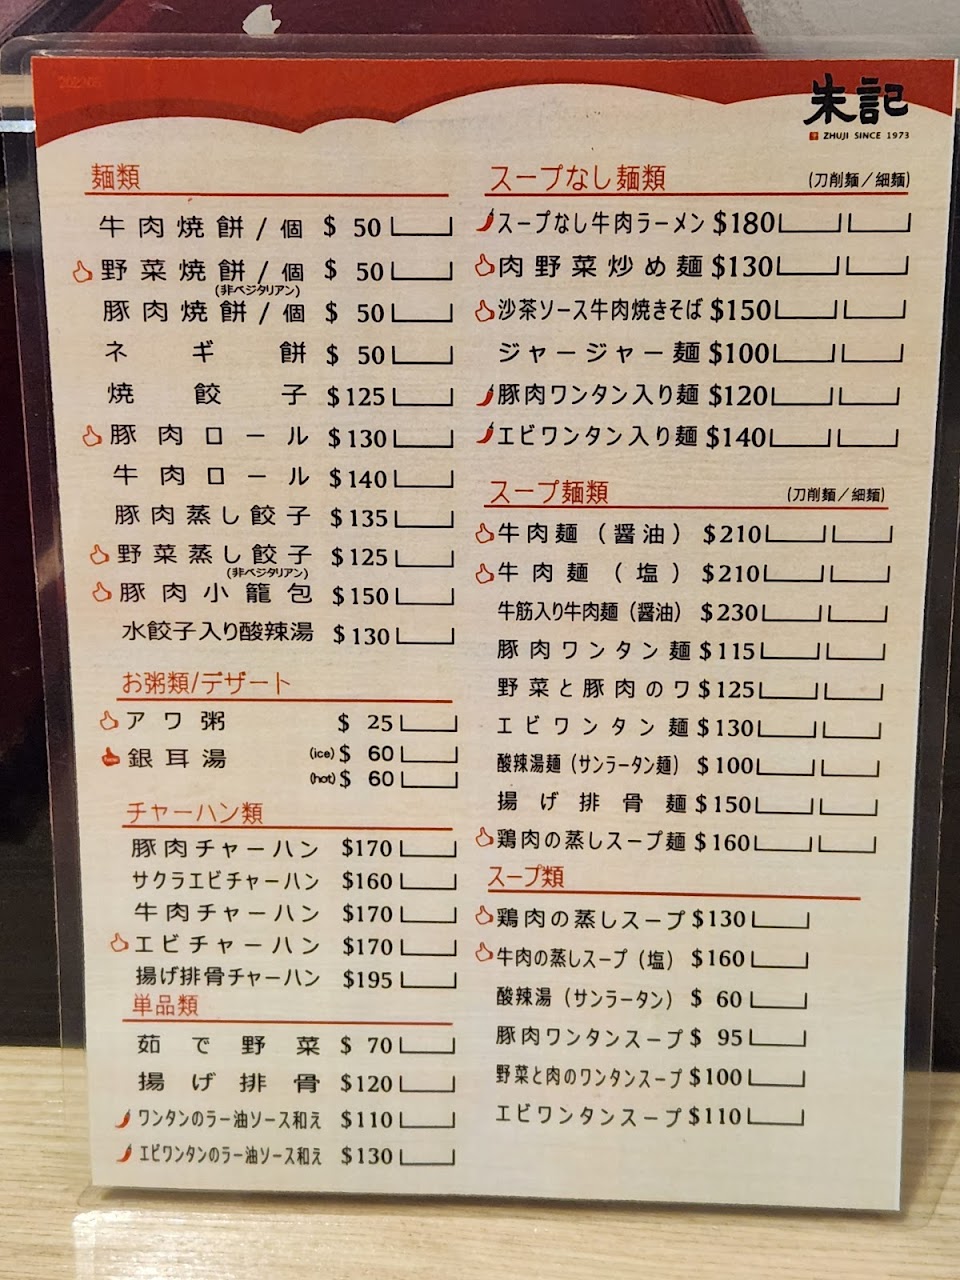 朱記
ZHUJI SINCE 1973
麺類
牛肉焼餅/個 $ 50
野菜焼餅/個 $ 50
(非ベジタリアン)
豚肉焼餅/個 $ 50
ネギ餅 $ 50
焼餃子 $125
豚肉ロール $130
牛肉ロール $140
豚肉蒸し餃子 $135
野菜蒸し餃子 $125
(非ベジタリアン)
豚肉小籠包 $150
水餃子入り酸辣湯 $130
お粥類/デザート
アワ粥 $ 25
銀耳湯 (ice) $ 60
(hot) $ 60
チャーハン類
豚肉チャーハン $170
サクラエビチャーハン $160
牛肉チャーハン $170
エビチャーハン $170
揚げ排骨チャーハン $195
単品類
茹で野菜 $ 70
揚げ排骨 $120
ワンタンのラー油ソース和え $110
エビワンタンのラー油ソース和え $130
スープなし麺類 (刀削麺/細麺)
スープなし牛肉ラーメン $180
肉野菜炒め麺 $130
沙茶ソース牛肉焼きそば $150
ジャージャー麺 $100
豚肉ワンタン入り麺 $120
エビワンタン入り麺 $140
スープ麺類 (刀削麺/細麺)
牛肉麺(醤油) $210
牛肉麺(塩) $210
牛筋入り牛肉麺(醤油) $230
豚肉ワンタン麺 $115
野菜と豚肉のワ $125
エビワンタン麺 $130
酸辣湯麺(サンラータン麺) $100
揚げ排骨麺 $150
鶏肉の蒸しスープ麺 $160
スープ類
鶏肉の蒸しスープ $130
牛肉の蒸しスープ(塩) $160
酸辣湯(サンラータン) $ 60
豚肉ワンタンスープ $ 95
野菜と肉のワンタンスープ $100
エビワンタンスープ $110